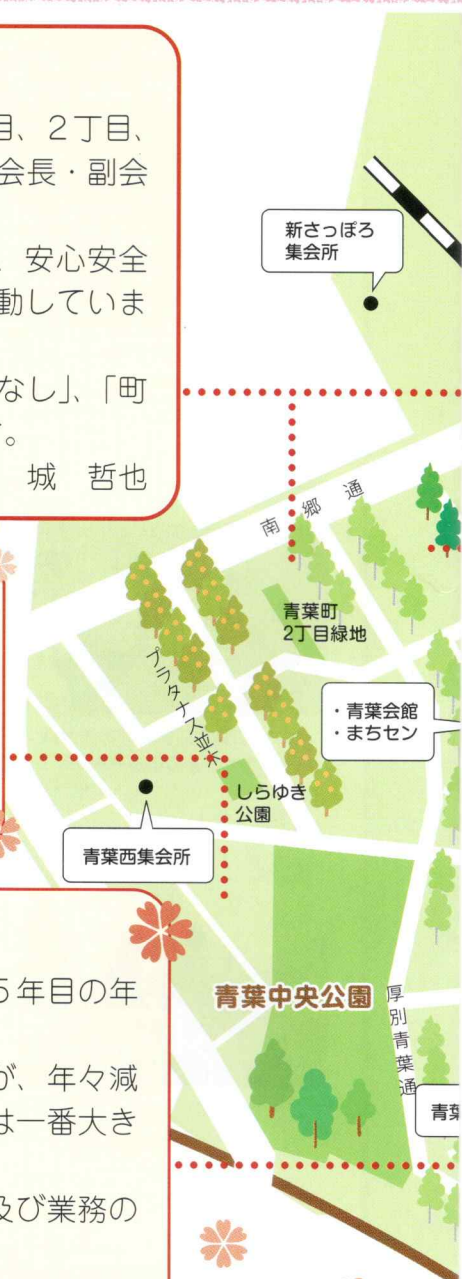 目、2丁目、
会長・副会
安心安全
動していま
なし」、「町
。
城　哲也
新さっぽろ
集会所
南郷通
青葉町
2丁目緑地
プラタナス並木
・青葉会館
・まちセン
しらゆき
公園
青葉西集会所
5年目の年
が、年々減
は一番大き
及び業務の
青葉中央公園
厚別青葉通
青葉